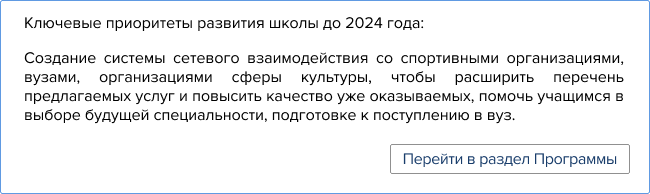 Ключевые приоритеты развития школы до 2024 года:
Создание системы сетевого взаимодействия со спортивными организациями,
вузами, организациями сферы культуры, чтобы расширить перечень
предлагаемых услуг и повысить качество уже оказываемых, помочь учащимся в
выборе будущей специальности, подготовке к поступлению в вуз.
Перейти в раздел Программы